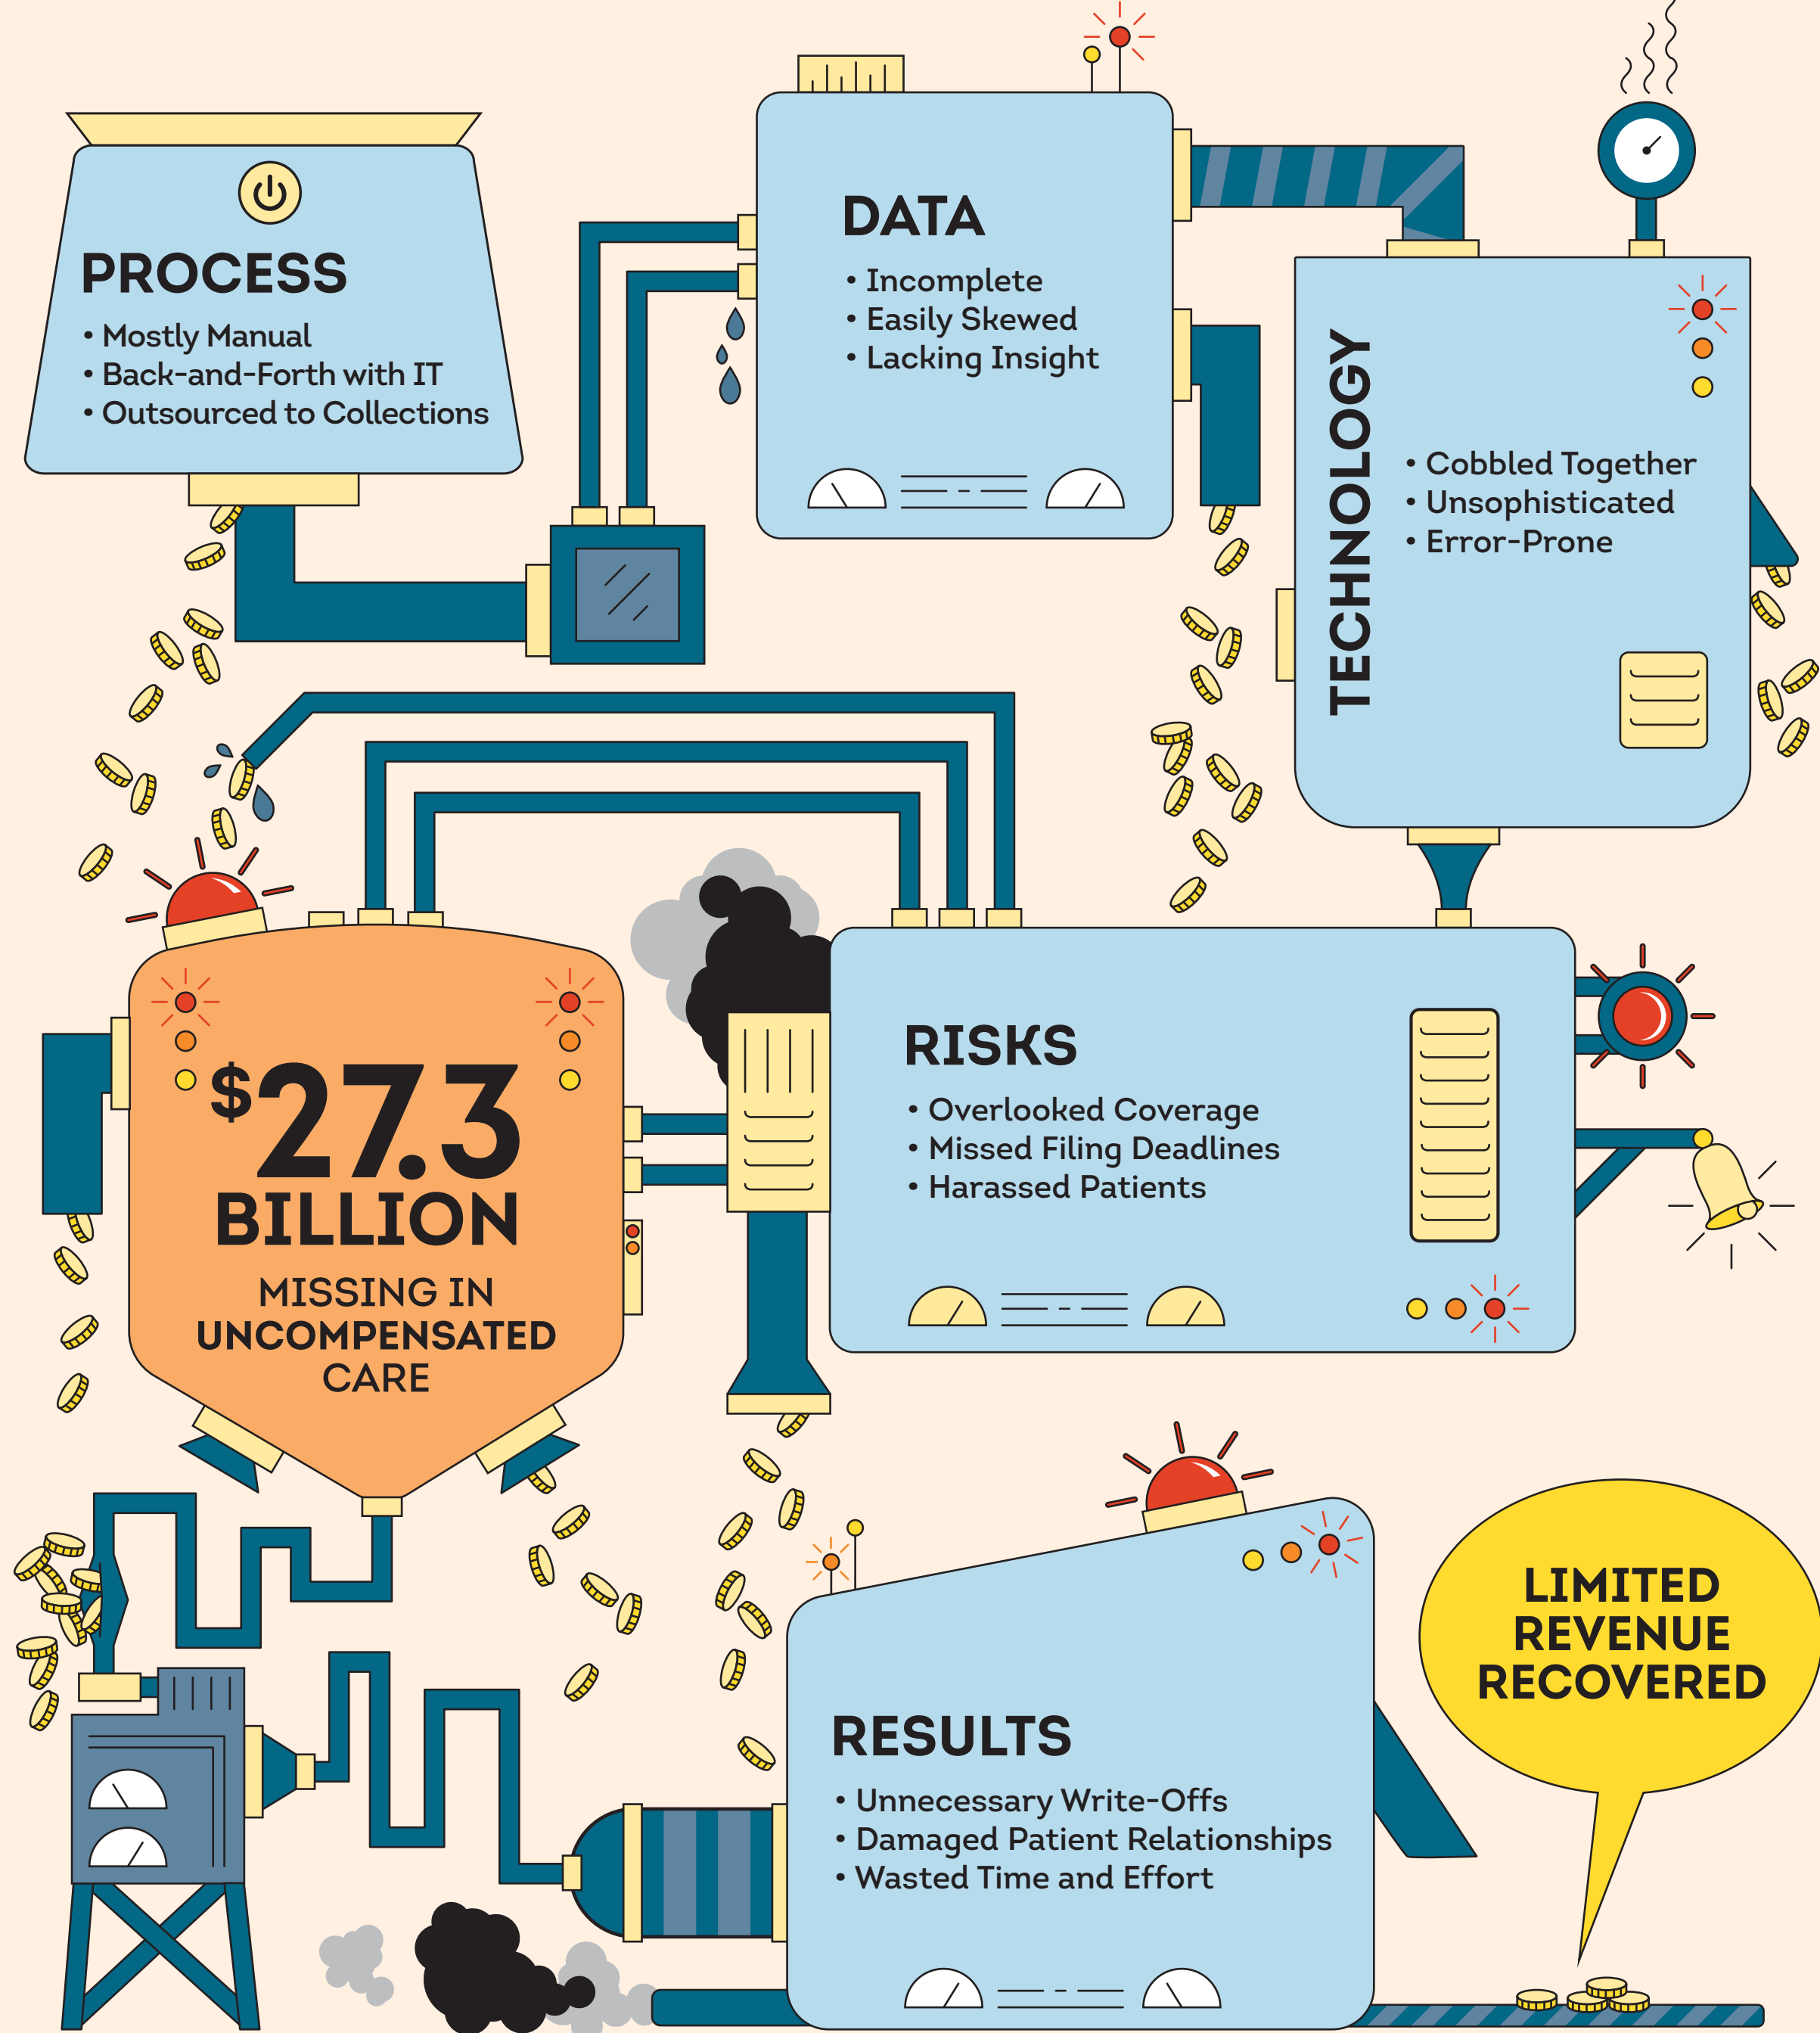 PROCESS
• Mostly Manual
• Back-and-Forth with IT
• Outsourced to Collections
DATA
• Incomplete
• Easily Skewed
• Lacking Insight
TECHNOLOGY
• Cobbled Together
• Unsophisticated
• Error-Prone
$27.3
BILLION
MISSING IN
UNCOMPENSATED
CARE
RISKS
• Overlooked Coverage
• Missed Filing Deadlines
• Harassed Patients
RESULTS
• Unnecessary Write-Offs
• Damaged Patient Relationships
• Wasted Time and Effort
LIMITED
REVENUE
RECOVERED